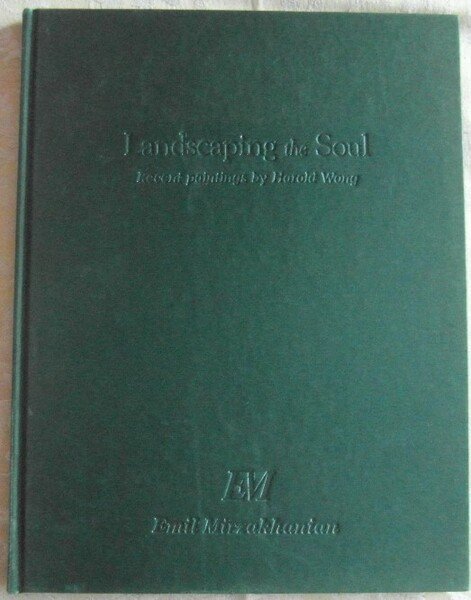 Landscaping the Soul
Recent paintings by Harold Wong
EM
Emil Mirzakhanian